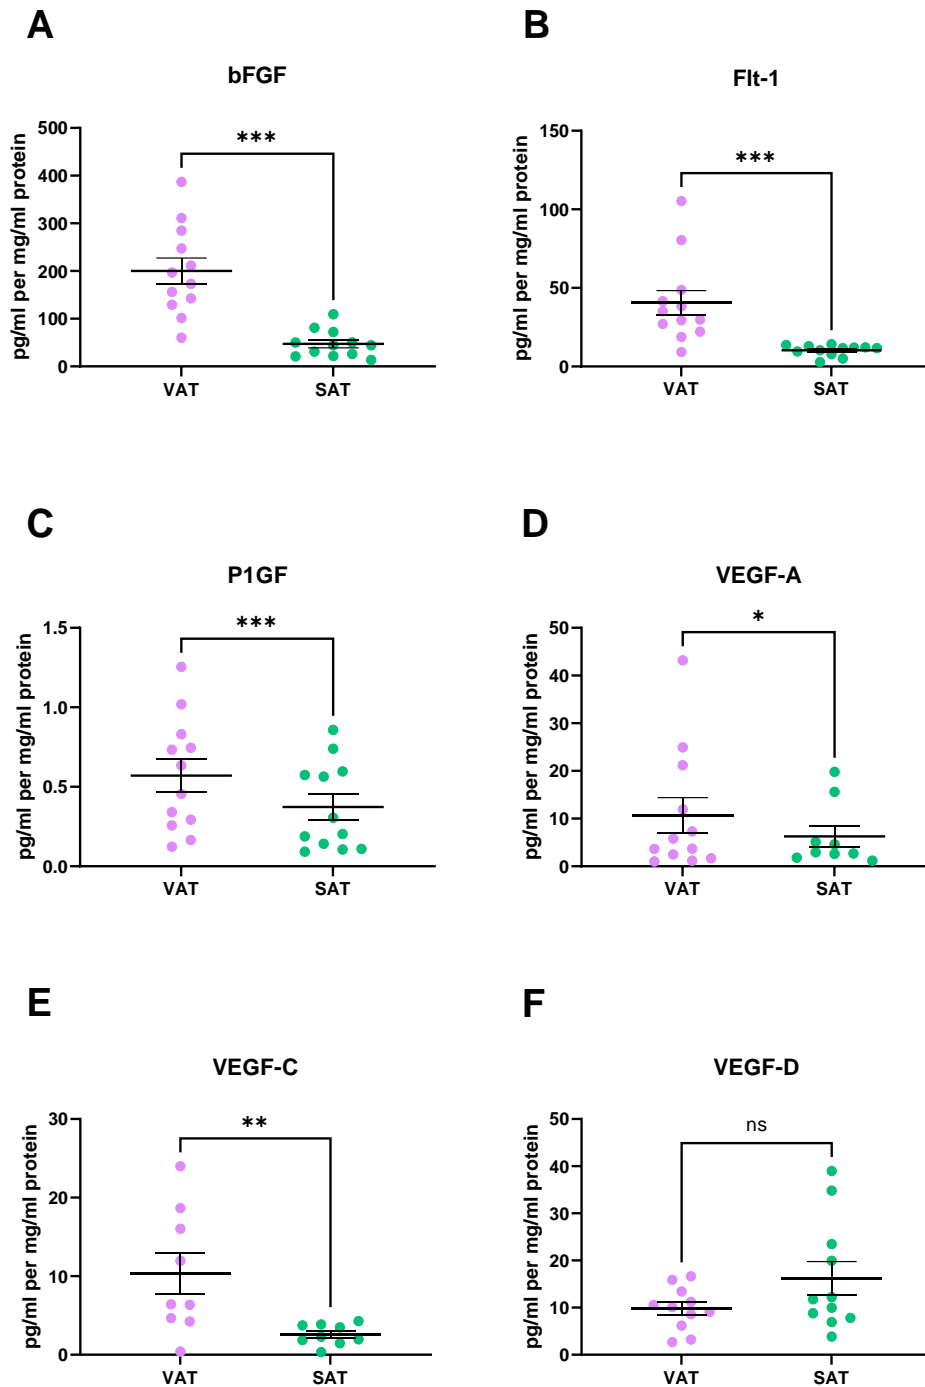 A
bFGF
pg/ml per mg/ml protein
500
400
300
200
100
0
***
VAT
SAT
B
Flt-1
pg/ml per mg/ml protein
150
100
50
0
***
VAT
SAT
C
P1GF
pg/ml per mg/ml protein
1.5
1.0
0.5
0.0
***
VAT
SAT
D
VEGF-A
pg/ml per mg/ml protein
50
40
30
20
10
0
*
VAT
SAT
E
VEGF-C
pg/ml per mg/ml protein
30
20
10
0
**
VAT
SAT
F
VEGF-D
pg/ml per mg/ml protein
50
40
30
20
10
0
ns
VAT
SAT